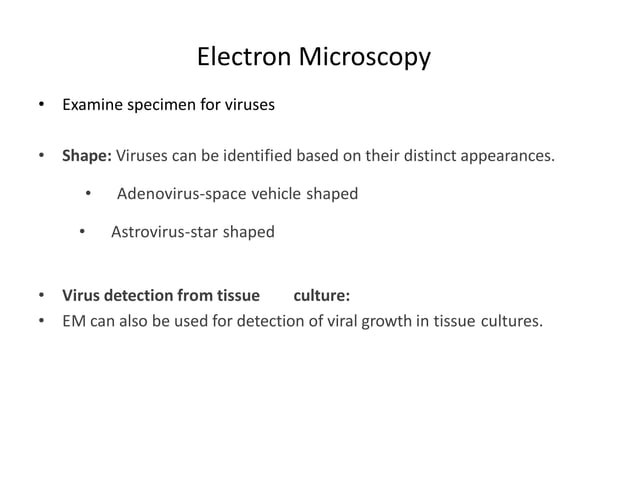 Electron Microscopy
• Examine specimen for viruses
• Shape: Viruses can be identified based on their distinct appearances.
• Adenovirus-space vehicle shaped
• Astrovirus-star shaped
• Virus detection from tissue culture:
• EM can also be used for detection of viral growth in tissue cultures.